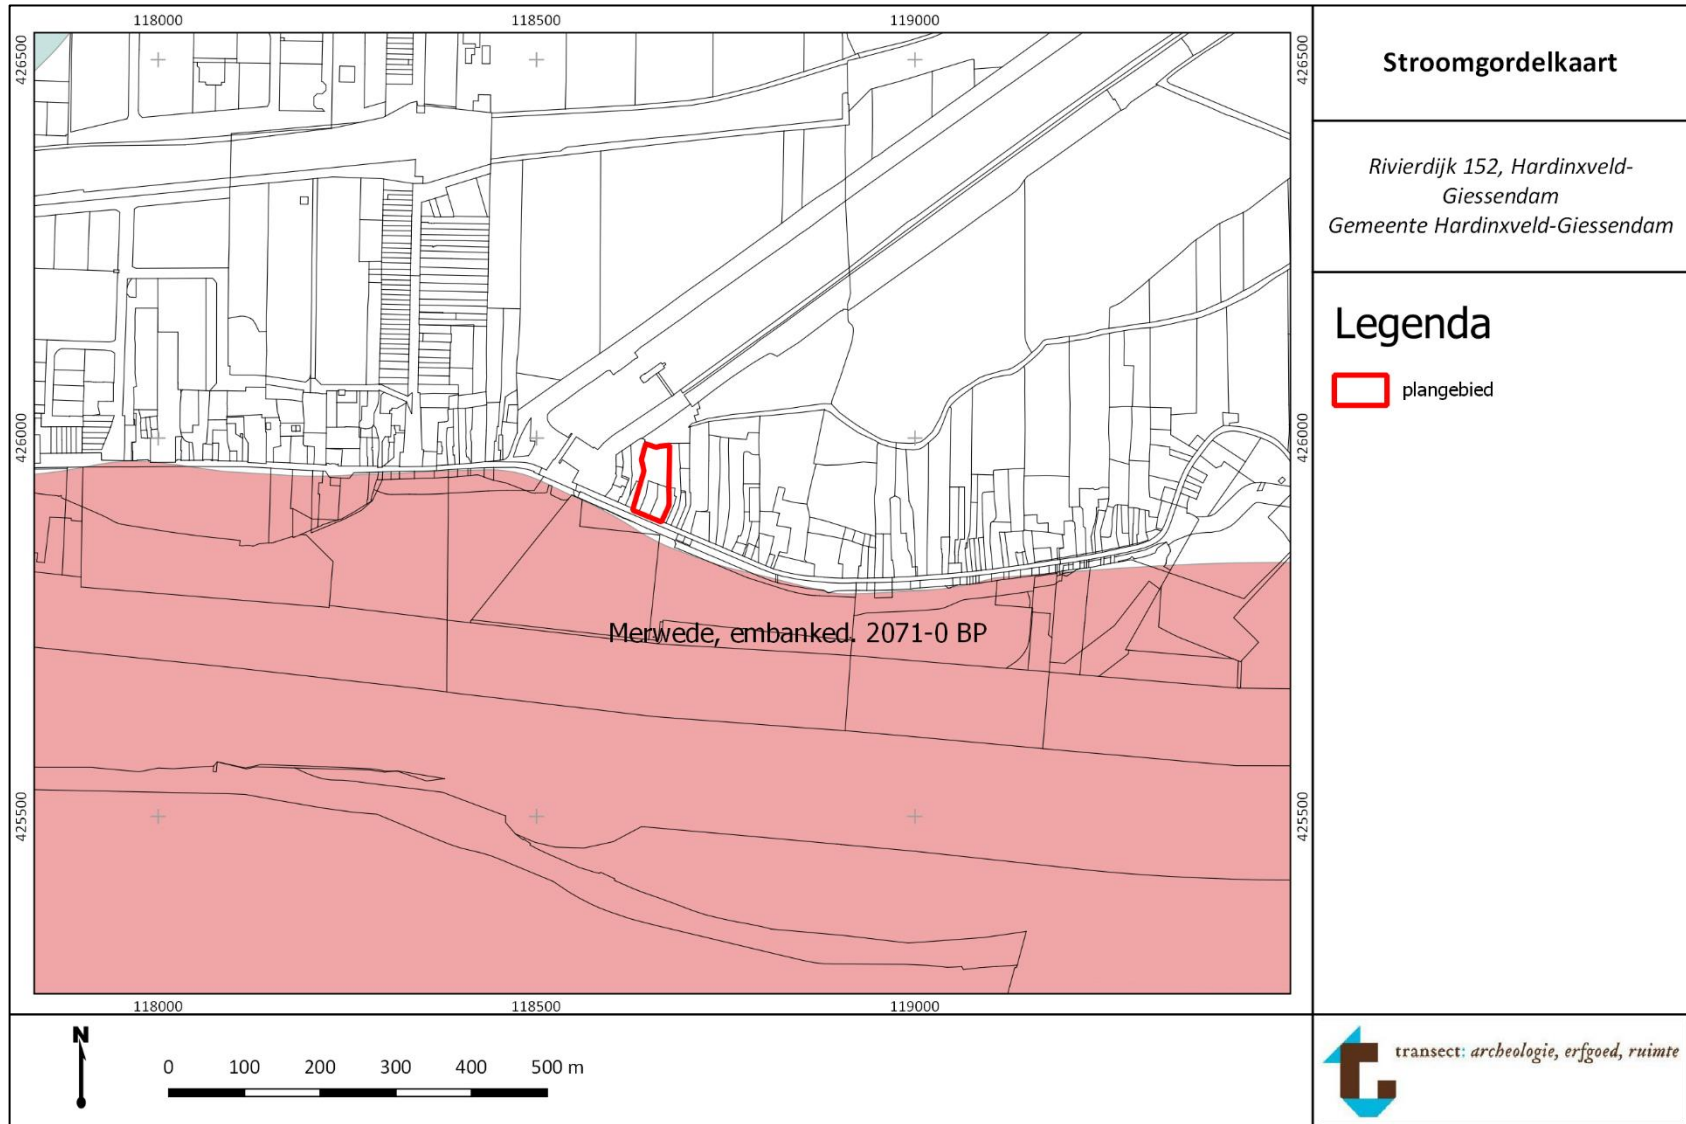 118000
118500
119000
426500
426500
Stroomgordelkaart
Rivierdijk 152, Hardinxveld-
Giessendam
Gemeente Hardinxveld-Giessendam
Legenda
plangebied
426000
426000
Merwede, embanked. 2071-0 BP
425500
425500
118000
118500
119000
N
0 100 200 300 400 500 m
transect: archeologie, erfgoed, ruimte